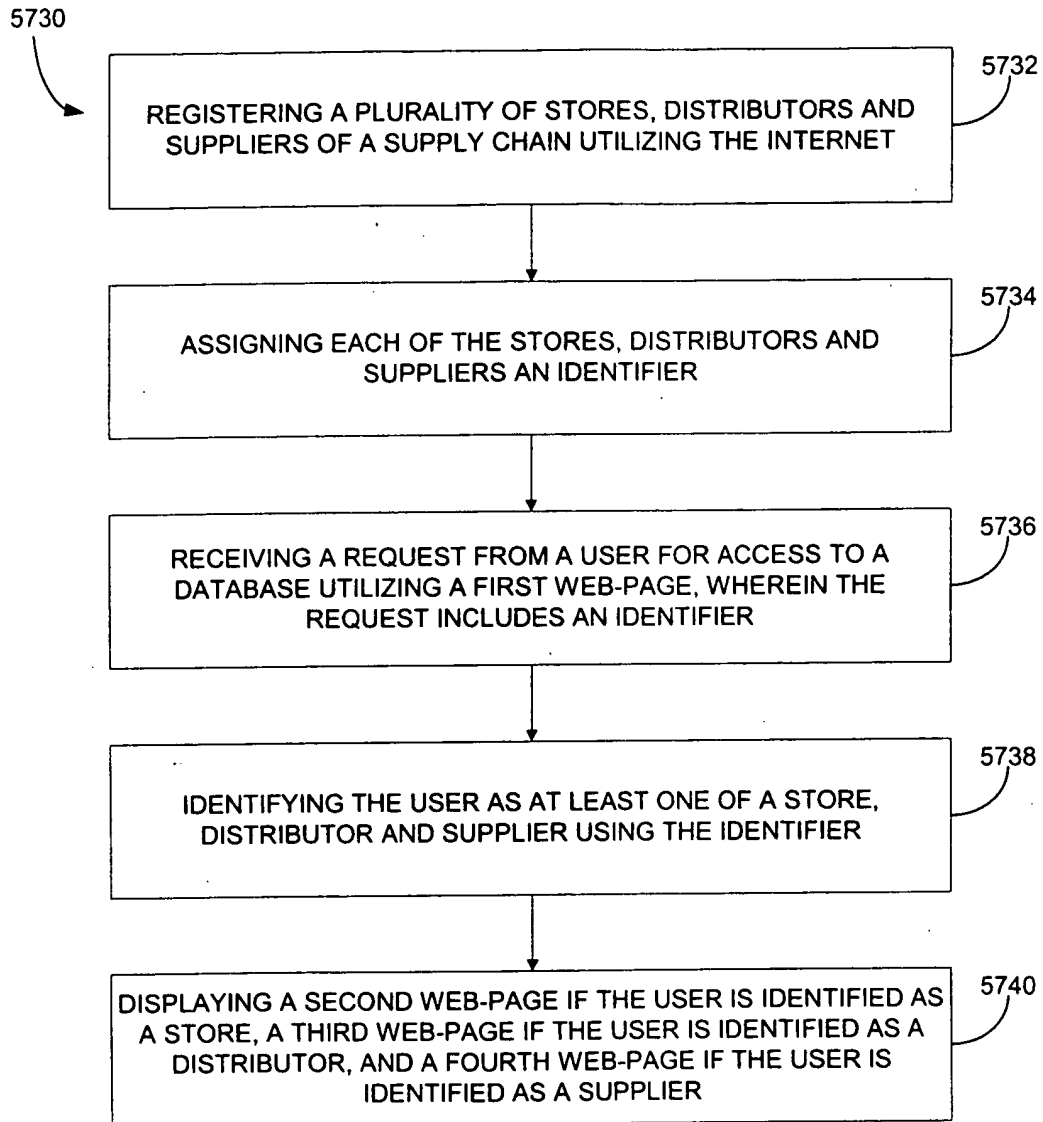 5730
5732
REGISTERING A PLURALITY OF STORES, DISTRIBUTORS AND
SUPPLIERS OF A SUPPLY CHAIN UTILIZING THE INTERNET
5734
ASSIGNING EACH OF THE STORES, DISTRIBUTORS AND
SUPPLIERS AN IDENTIFIER
5736
RECEIVING A REQUEST FROM A USER FOR ACCESS TO A
DATABASE UTILIZING A FIRST WEB-PAGE, WHEREIN THE
REQUEST INCLUDES AN IDENTIFIER
5738
IDENTIFYING THE USER AS AT LEAST ONE OF A STORE,
DISTRIBUTOR AND SUPPLIER USING THE IDENTIFIER
5740
DISPLAYING A SECOND WEB-PAGE IF THE USER IS IDENTIFIED AS
A STORE, A THIRD WEB-PAGE IF THE USER IS IDENTIFIED AS A
DISTRIBUTOR, AND A FOURTH WEB-PAGE IF THE USER IS
IDENTIFIED AS A SUPPLIER